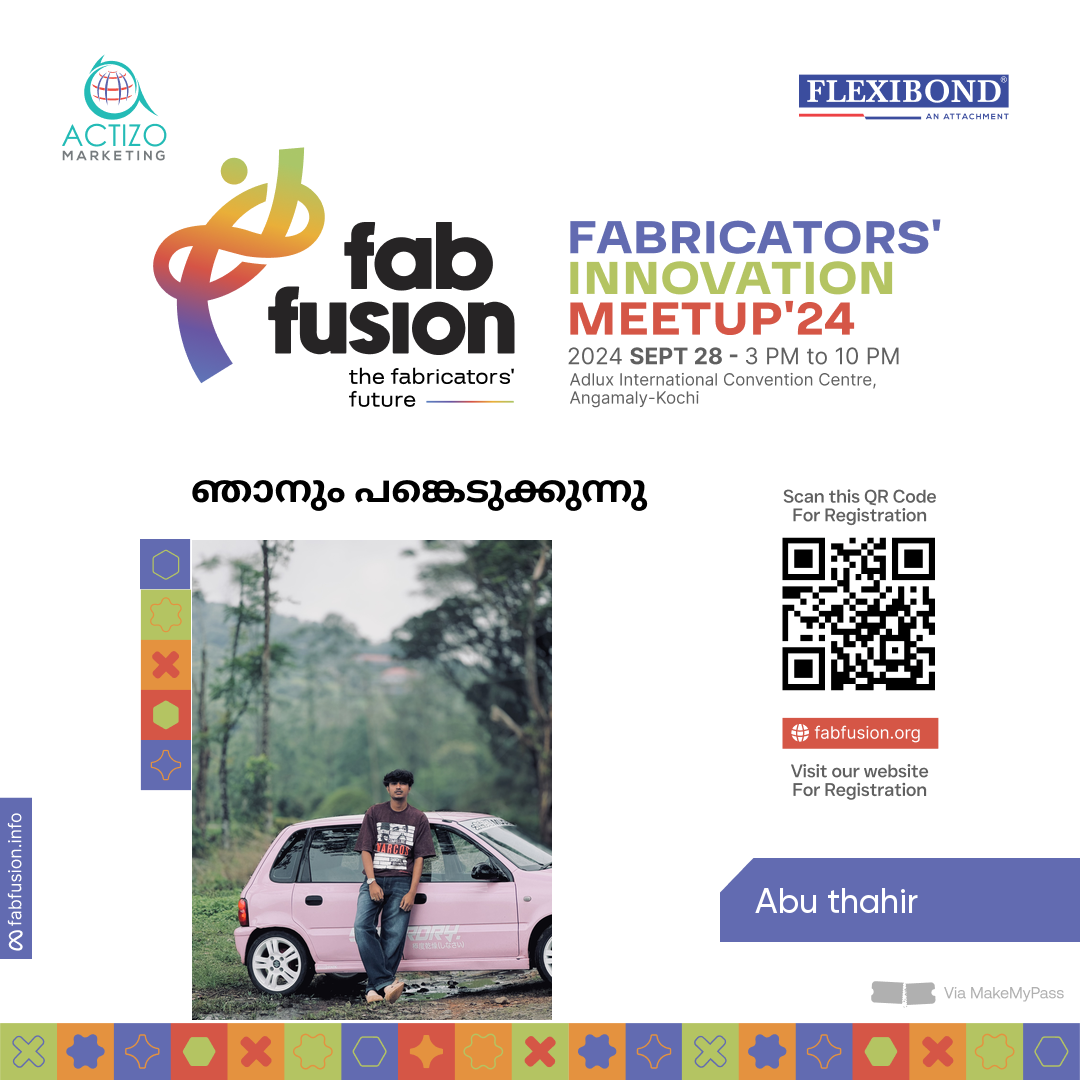 ACTIZO
MARKETING
FLEXIBOND®
AN ATTACHMENT
fab
fusion
the fabricators'
future
FABRICATORS'
INNOVATION
MEETUP'24
2024 SEPT 28 - 3 PM to 10 PM
Adlux International Convention Centre,
Angamaly-Kochi
ഞാനും പങ്കെടുക്കുന്നു
Scan this QR Code
For Registration
fabfusion.org
Visit our website
For Registration
NARCOS
fabfusion.info
Abu thahir
Via MakeMyPass